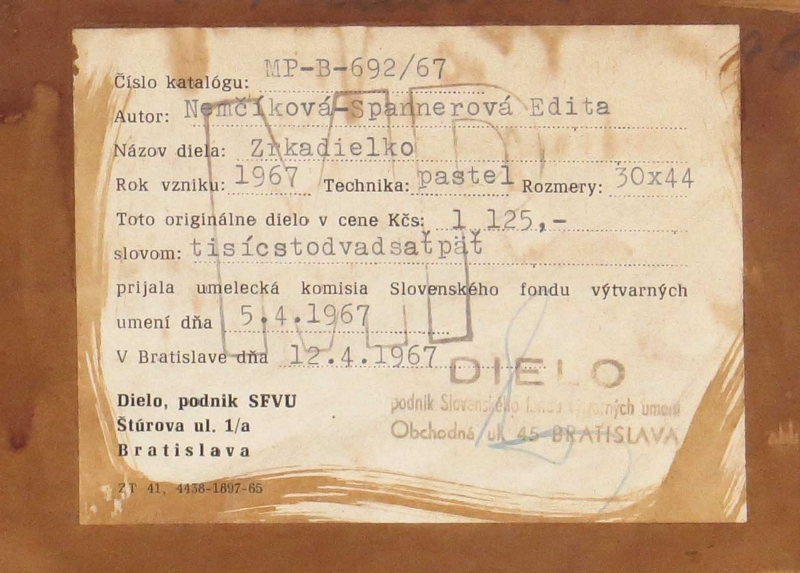 Číslo katalógu: MP-B-692/67
Autor: Nemčíková-Spannerová Edita
Názov diela: Zrkadielko
Rok vzniku: 1967 Technika: pastel Rozmery: 30x44
Toto originálne dielo v cene Kčs: 1 125,-
slovom: tisícstodvadsaťpäť
prijala umelecká komisia Slovenského fondu výtvarných
umení dňa 5.4.1967
V Bratislave dňa 12.4.1967
DIELO
podnik Slovenského fondu výtvarných umení
Obchodná ul. 45 BRATISLAVA
Dielo, podnik SFVU
Štúrova ul. 1/a
Bratislava
ZT 41, 4438-1897-65